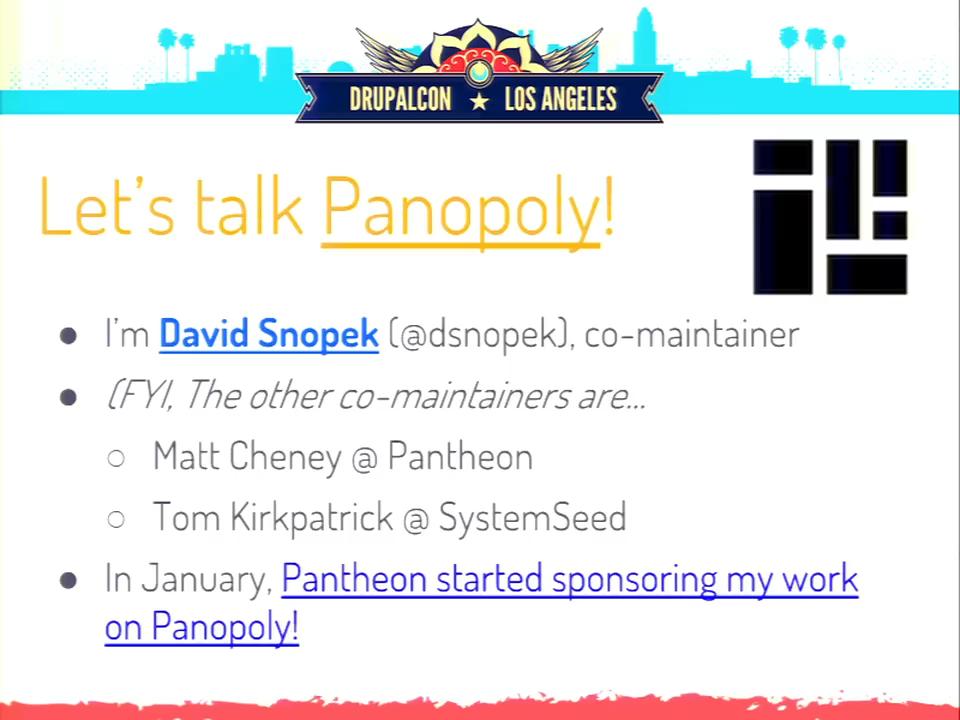 DRUPALCON ★ LOS ANGELES
Let's talk Panopoly!
● I'm David Snopek (@dsnopek), co-maintainer
● (FYI, The other co-maintainers are...
○ Matt Cheney @ Pantheon
○ Tom Kirkpatrick @ SystemSeed
● In January, Pantheon started sponsoring my work
on Panopoly!